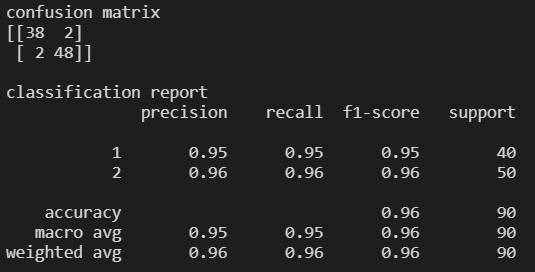 confusion matrix
[[38  2]
 [ 2 48]]
classification report
              precision    recall  f1-score   support
           1       0.95      0.95      0.95        40
           2       0.96      0.96      0.96        50
    accuracy                           0.96        90
   macro avg       0.95      0.95      0.96        90
weighted avg       0.96      0.96      0.96        90